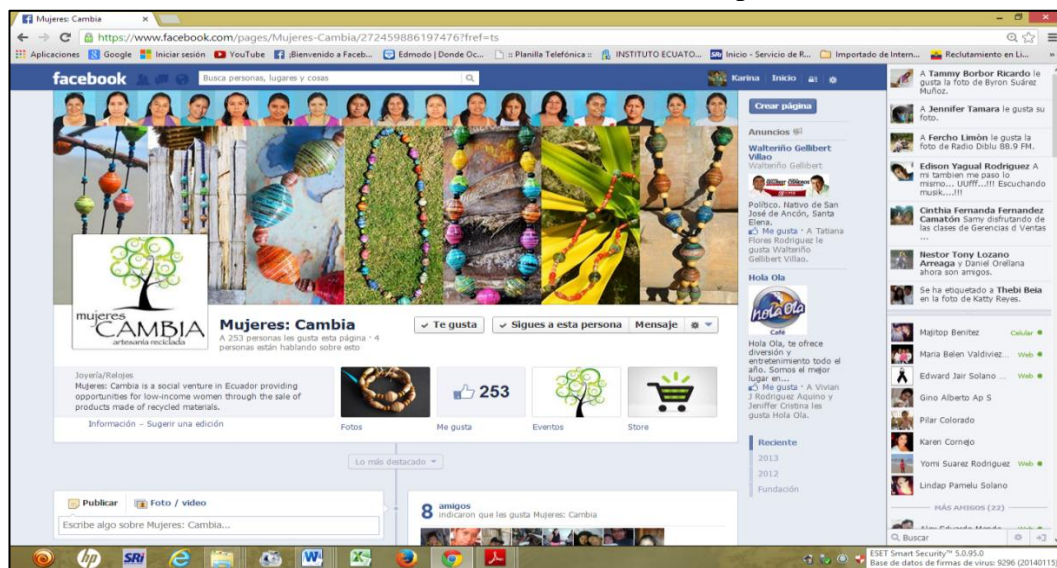 Mujeres: Cambia
https://www.facebook.com/pages/Mujeres-Cambia/272459886197476?fref=ts
Aplicaciones Google Iniciar sesión YouTube ¡Bienvenido a Faceb... Edmodo | Donde Oc... :: Planilla Telefónica :: INSTITUTO ECUATO... SRi Inicio - Servicio de R... Importado de Intern... Reclutamiento en Li...
facebook
Busca personas, lugares y cosas
Karina Inicio
mujeres
CAMBIA
artesanía reciclada
Mujeres: Cambia
A 253 personas les gusta esta página · 4
personas están hablando sobre esto
Te gusta
Sigues a esta persona
Mensaje
Joyería/Relojes
Mujeres: Cambia is a social venture in Ecuador providing
opportunities for low-income women through the sale of
products made of recycled materials.
Información – Sugerir una edición
Fotos
253
Me gusta
Eventos
Store
Lo más destacado
Publicar
Foto / video
Escribe algo sobre Mujeres: Cambia...
8 amigos
indicaron que les gusta Mujeres: Cambia
Crear página
Anuncios
Walteriño Gellibert
Villao
Walteriño Gellibert
Político. Nativo de San
José de Ancón, Santa
Elena.
Me gusta · A Tatiana
Flores Rodriguez le
gusta Walteriño
Gellibert Villao.
Hola Ola
hola Ola
Café
Hola Ola, te ofrece
diversión y
entretenimiento todo el
año. Somos el mejor
lugar en...
Me gusta · A Vivian
J Rodriguez Aquino y
Jeniffer Cristina les
gusta Hola Ola.
Reciente
2013
2012
Fundación
A Tammy Borbor Ricardo le
gusta la foto de Byron Suárez
Muñoz.
A Jennifer Tamara le gusta su
foto.
A Fercho Limòn le gusta la
foto de Radio Diblu 88.9 FM.
Edison Yagual Rodriguez A
mi tambien me paso lo
mismo... UUfff...!!! Escuchando
musik....!!!
Cinthia Fernanda Fernandez
Camatón Samy disfrutando de
las clases de Gerencias d Ventas
...
Nestor Tony Lozano
Arreaga y Daniel Orellana
ahora son amigos.
Se ha etiquetado a Thebi Beia
en la foto de Katty Reyes.
Majitop Benitez Celular
Maria Belen Valdiviez... Web
Edward Jair Solano ... Web
Gino Alberto Ap S
Pilar Colorado
Karen Cornejo
Yomi Suarez Rodriguez Web
Lindap Pamelu Solano
MÁS AMIGOS (23)
Buscar
hp
SRi
ESET Smart Security™ 5.0.95.0
Base de datos de firmas de virus: 9296 (20140115)